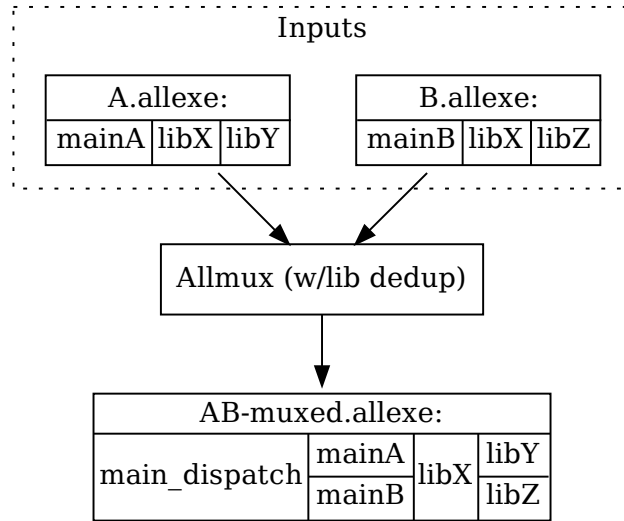 Inputs
A.allexe:
mainA libX libY
B.allexe:
mainB libX libZ
Allmux (w/lib dedup)
AB-muxed.allexe:
main_dispatch
mainA
mainB
libX
libY
libZ